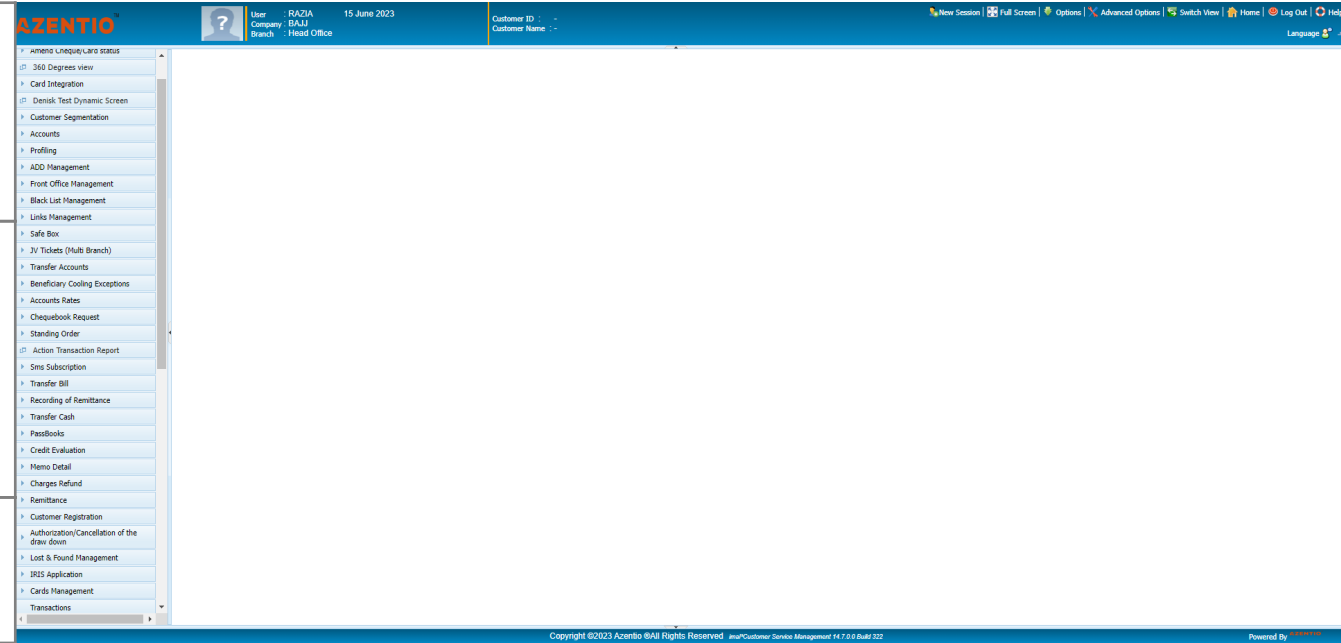 AZENTIO™
?
User : RAZIA 15 June 2023
Company : BAJJ
Branch : Head Office
Customer ID : -
Customer Name : -
New Session | Full Screen | Options | Advanced Options | Switch View | Home | Log Out | Help
Language
Amend Cheque/Card status
360 Degrees view
Card Integration
Denisk Test Dynamic Screen
Customer Segmentation
Accounts
Profiling
ADD Management
Front Office Management
Black List Management
Links Management
Safe Box
JV Tickets (Multi Branch)
Transfer Accounts
Beneficiary Cooling Exceptions
Accounts Rates
Chequebook Request
Standing Order
Action Transaction Report
Sms Subscription
Transfer Bill
Recording of Remittance
Transfer Cash
PassBooks
Credit Evaluation
Memo Detail
Charges Refund
Remittance
Customer Registration
Authorization/Cancellation of the
draw down
Lost & Found Management
IRIS Application
Cards Management
Transactions
Copyright ©2023 Azentio ®All Rights Reserved imal®Customer Service Management 14.7.0.0 Build 322
Powered By AZENTIO